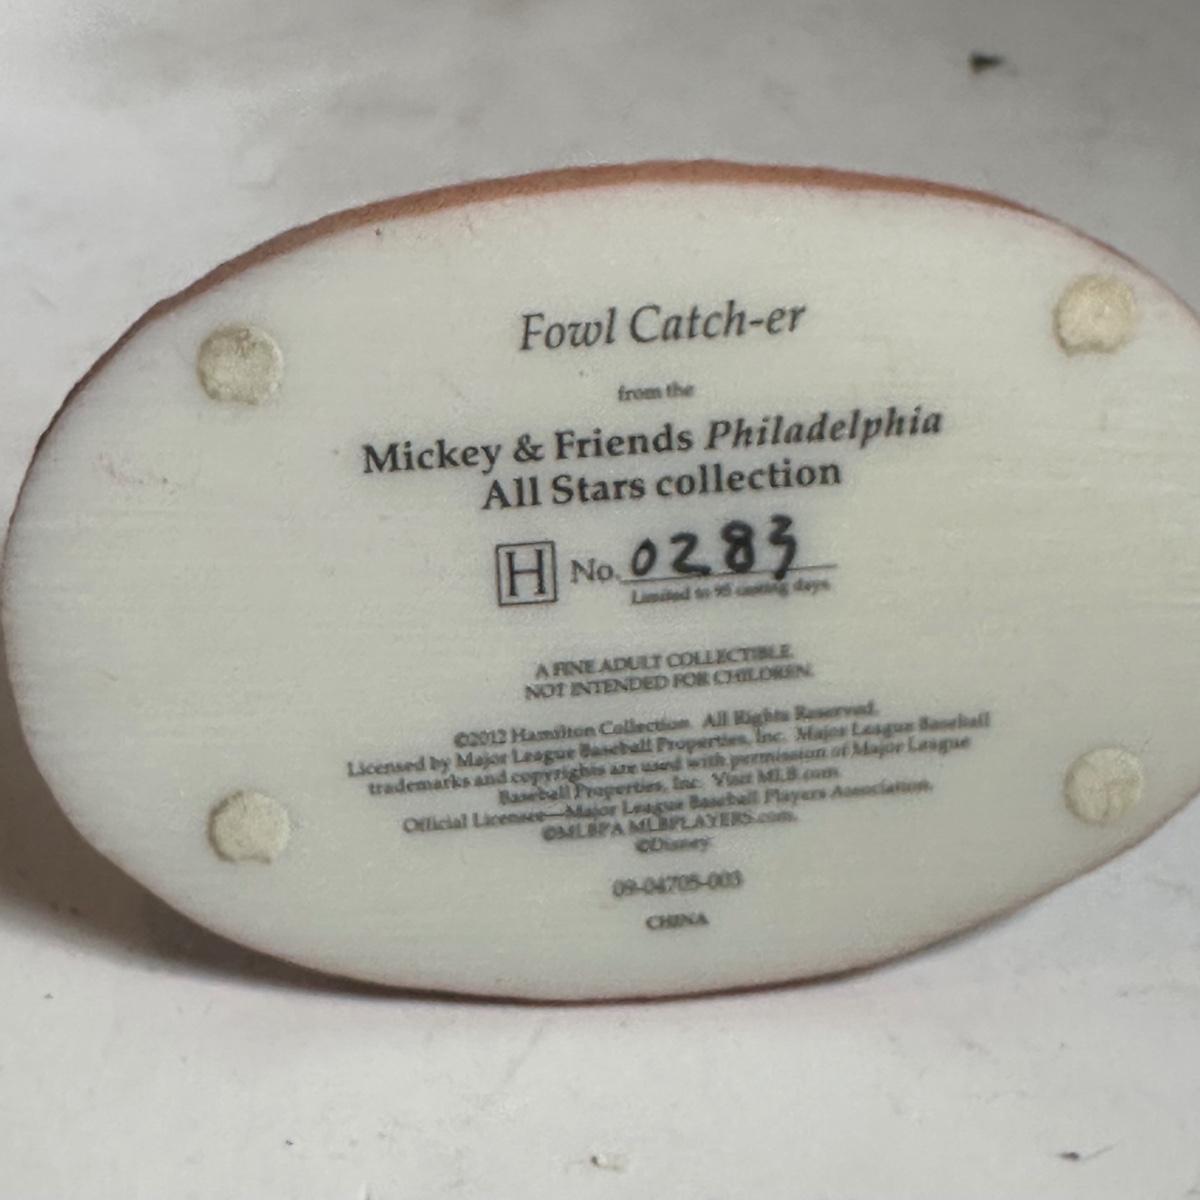 Fowl Catch-er
from the
Mickey & Friends Philadelphia
All Stars collection
H No. 0283
Limited to 95 casting days.
A FINE ADULT COLLECTIBLE.
NOT INTENDED FOR CHILDREN.
©2012 Hamilton Collection. All Rights Reserved.
Licensed by Major League Baseball Properties, Inc. Major League Baseball
trademarks and copyrights are used with permission of Major League
Baseball Properties, Inc. Visit MLB.com
Official Licensee—Major League Baseball Players Association.
©MLBPA MLBPLAYERS.com.
©Disney
09-04705-003
CHINA